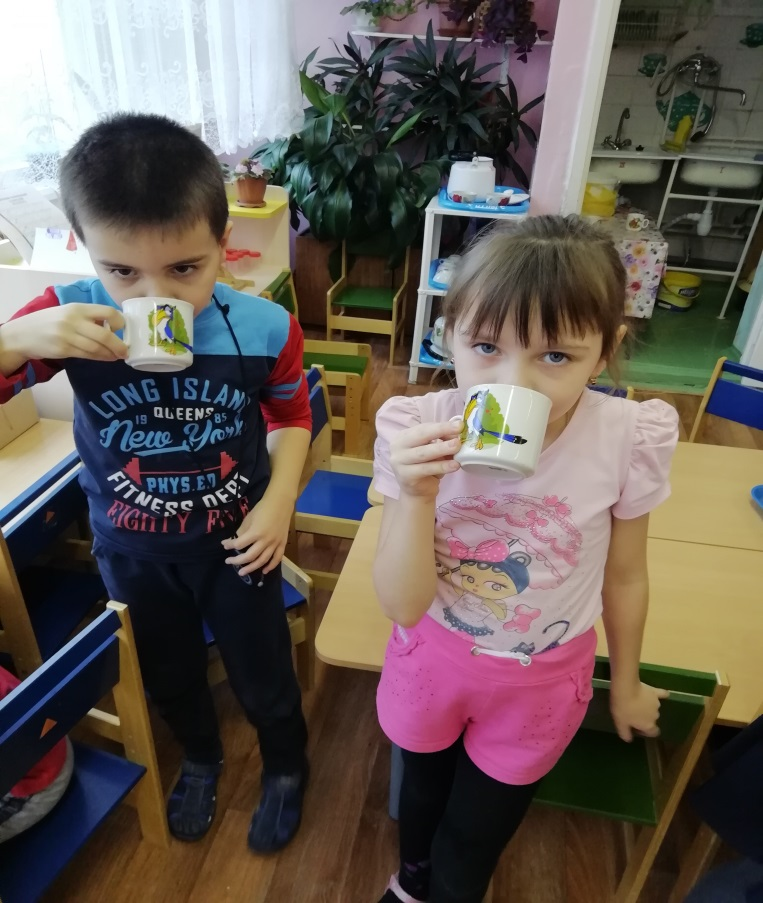 LONG ISLAND
19 QUEENS 85
New York
PHYS.ED
FITNESS DEPT
EIGHTY FIVE